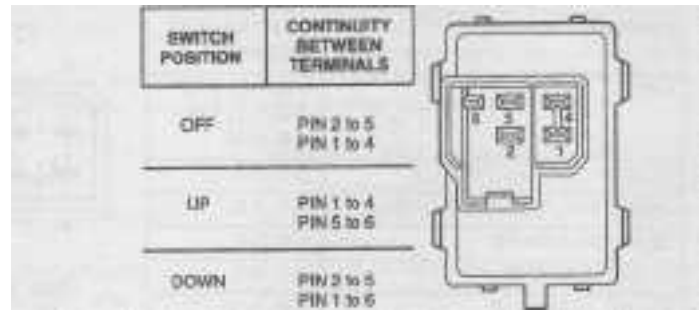 SWITCH POSITION
CONTINUITY BETWEEN TERMINALS
OFF
PIN 2 to 5
PIN 1 to 4
UP
PIN 1 to 4
PIN 5 to 6
DOWN
PIN 2 to 5
PIN 1 to 6
6 5 4
2 1